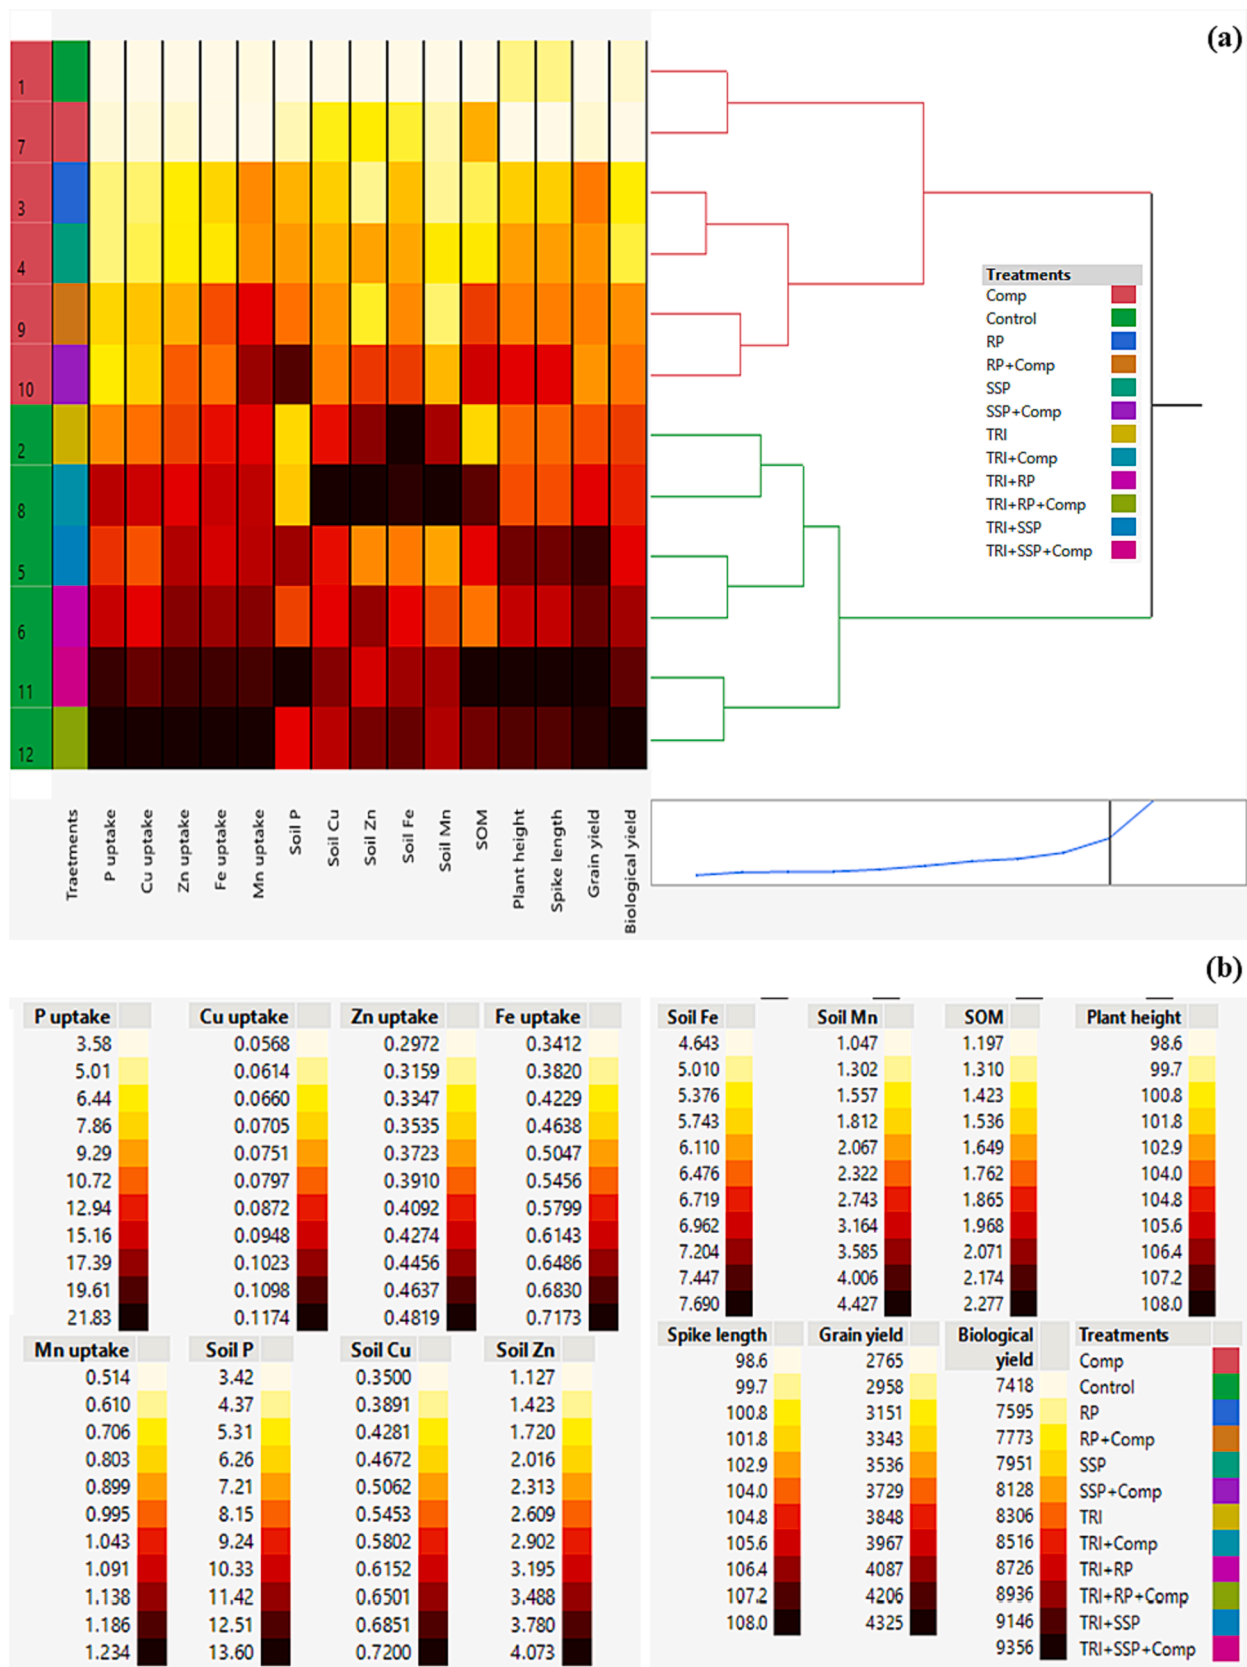 (a)
1
7
3
4
9
10
2
8
5
6
11
12
Treatments
Comp
Control
RP
RP+Comp
SSP
SSP+Comp
TRI
TRI+Comp
TRI+RP
TRI+RP+Comp
TRI+SSP
TRI+SSP+Comp
Traetments
P uptake
Cu uptake
Zn uptake
Fe uptake
Mn uptake
Soil P
Soil Cu
Soil Zn
Soil Fe
Soil Mn
SOM
Plant height
Spike length
Grain yield
Biological yield
(b)
P uptake
3.58
5.01
6.44
7.86
9.29
10.72
12.94
15.16
17.39
19.61
21.83
Cu uptake
0.0568
0.0614
0.0660
0.0705
0.0751
0.0797
0.0872
0.0948
0.1023
0.1098
0.1174
Zn uptake
0.2972
0.3159
0.3347
0.3535
0.3723
0.3910
0.4092
0.4274
0.4456
0.4637
0.4819
Fe uptake
0.3412
0.3820
0.4229
0.4638
0.5047
0.5456
0.5799
0.6143
0.6486
0.6830
0.7173
Soil Fe
4.643
5.010
5.376
5.743
6.110
6.476
6.719
6.962
7.204
7.447
7.690
Soil Mn
1.047
1.302
1.557
1.812
2.067
2.322
2.743
3.164
3.585
4.006
4.427
SOM
1.197
1.310
1.423
1.536
1.649
1.762
1.865
1.968
2.071
2.174
2.277
Plant height
98.6
99.7
100.8
101.8
102.9
104.0
104.8
105.6
106.4
107.2
108.0
Mn uptake
0.514
0.610
0.706
0.803
0.899
0.995
1.043
1.091
1.138
1.186
1.234
Soil P
3.42
4.37
5.31
6.26
7.21
8.15
9.24
10.33
11.42
12.51
13.60
Soil Cu
0.3500
0.3891
0.4281
0.4672
0.5062
0.5453
0.5802
0.6152
0.6501
0.6851
0.7200
Soil Zn
1.127
1.423
1.720
2.016
2.313
2.609
2.902
3.195
3.488
3.780
4.073
Spike length
98.6
99.7
100.8
101.8
102.9
104.0
104.8
105.6
106.4
107.2
108.0
Grain yield
2765
2958
3151
3343
3536
3729
3848
3967
4087
4206
4325
Biological
yield
7418
7595
7773
7951
8128
8306
8516
8726
8936
9146
9356
Treatments
Comp
Control
RP
RP+Comp
SSP
SSP+Comp
TRI
TRI+Comp
TRI+RP
TRI+RP+Comp
TRI+SSP
TRI+SSP+Comp